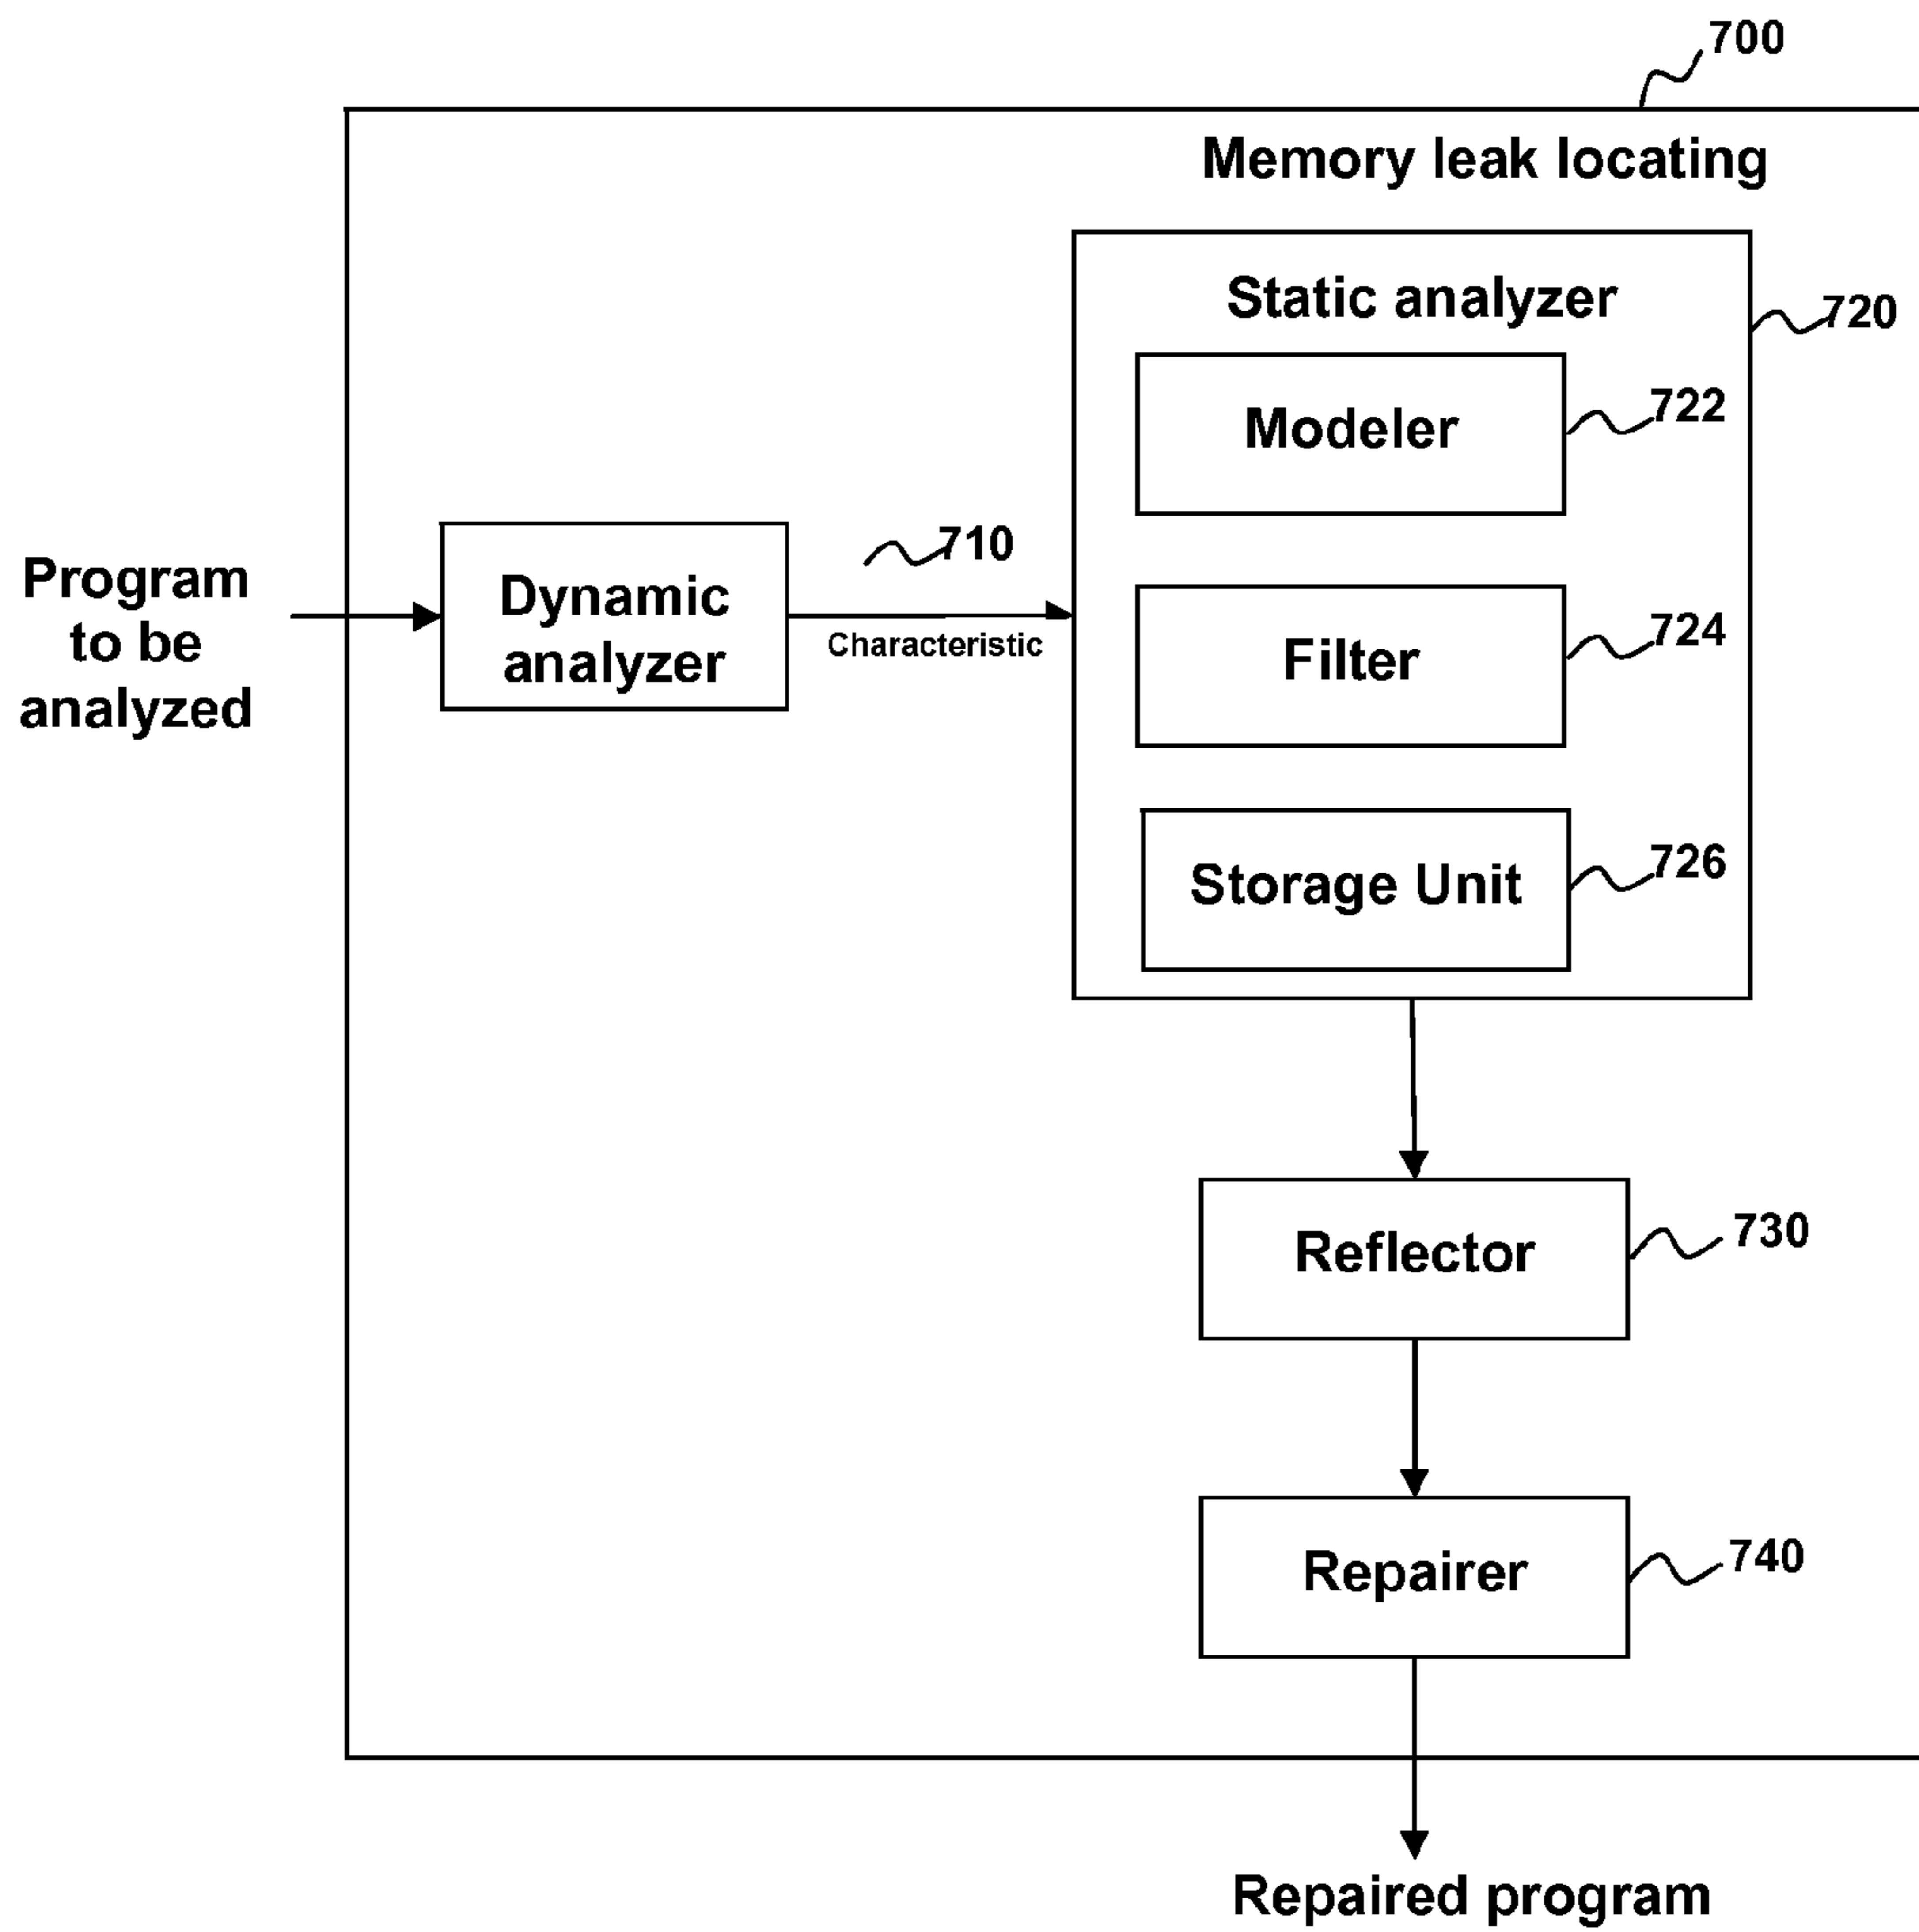 700
Memory leak locating
Static analyzer
720
Modeler
722
710
Program
to be
analyzed
Dynamic
analyzer
Characteristic
Filter
724
Storage Unit
726
Reflector
730
Repairer
740
Repaired program